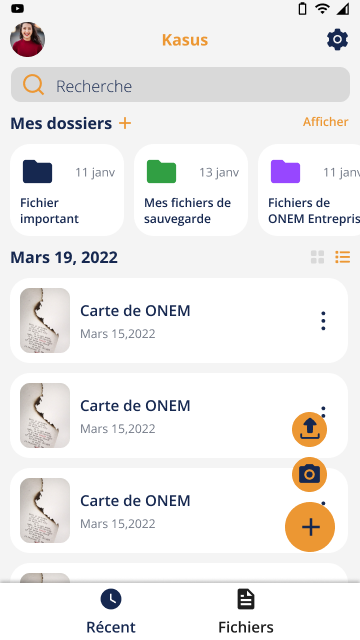 Kasus
Recherche
Mes dossiers
Afficher
11 janv
13 janv
11 janv
Fichier
important
Mes fichiers de
sauvegarde
Fichiers de
ONEM Entrepris
Mars 19, 2022
Carte de ONEM
Mars 15,2022
Carte de ONEM
Mars 15,2022
Carte de ONEM
Mars 15,2022
Récent
Fichiers